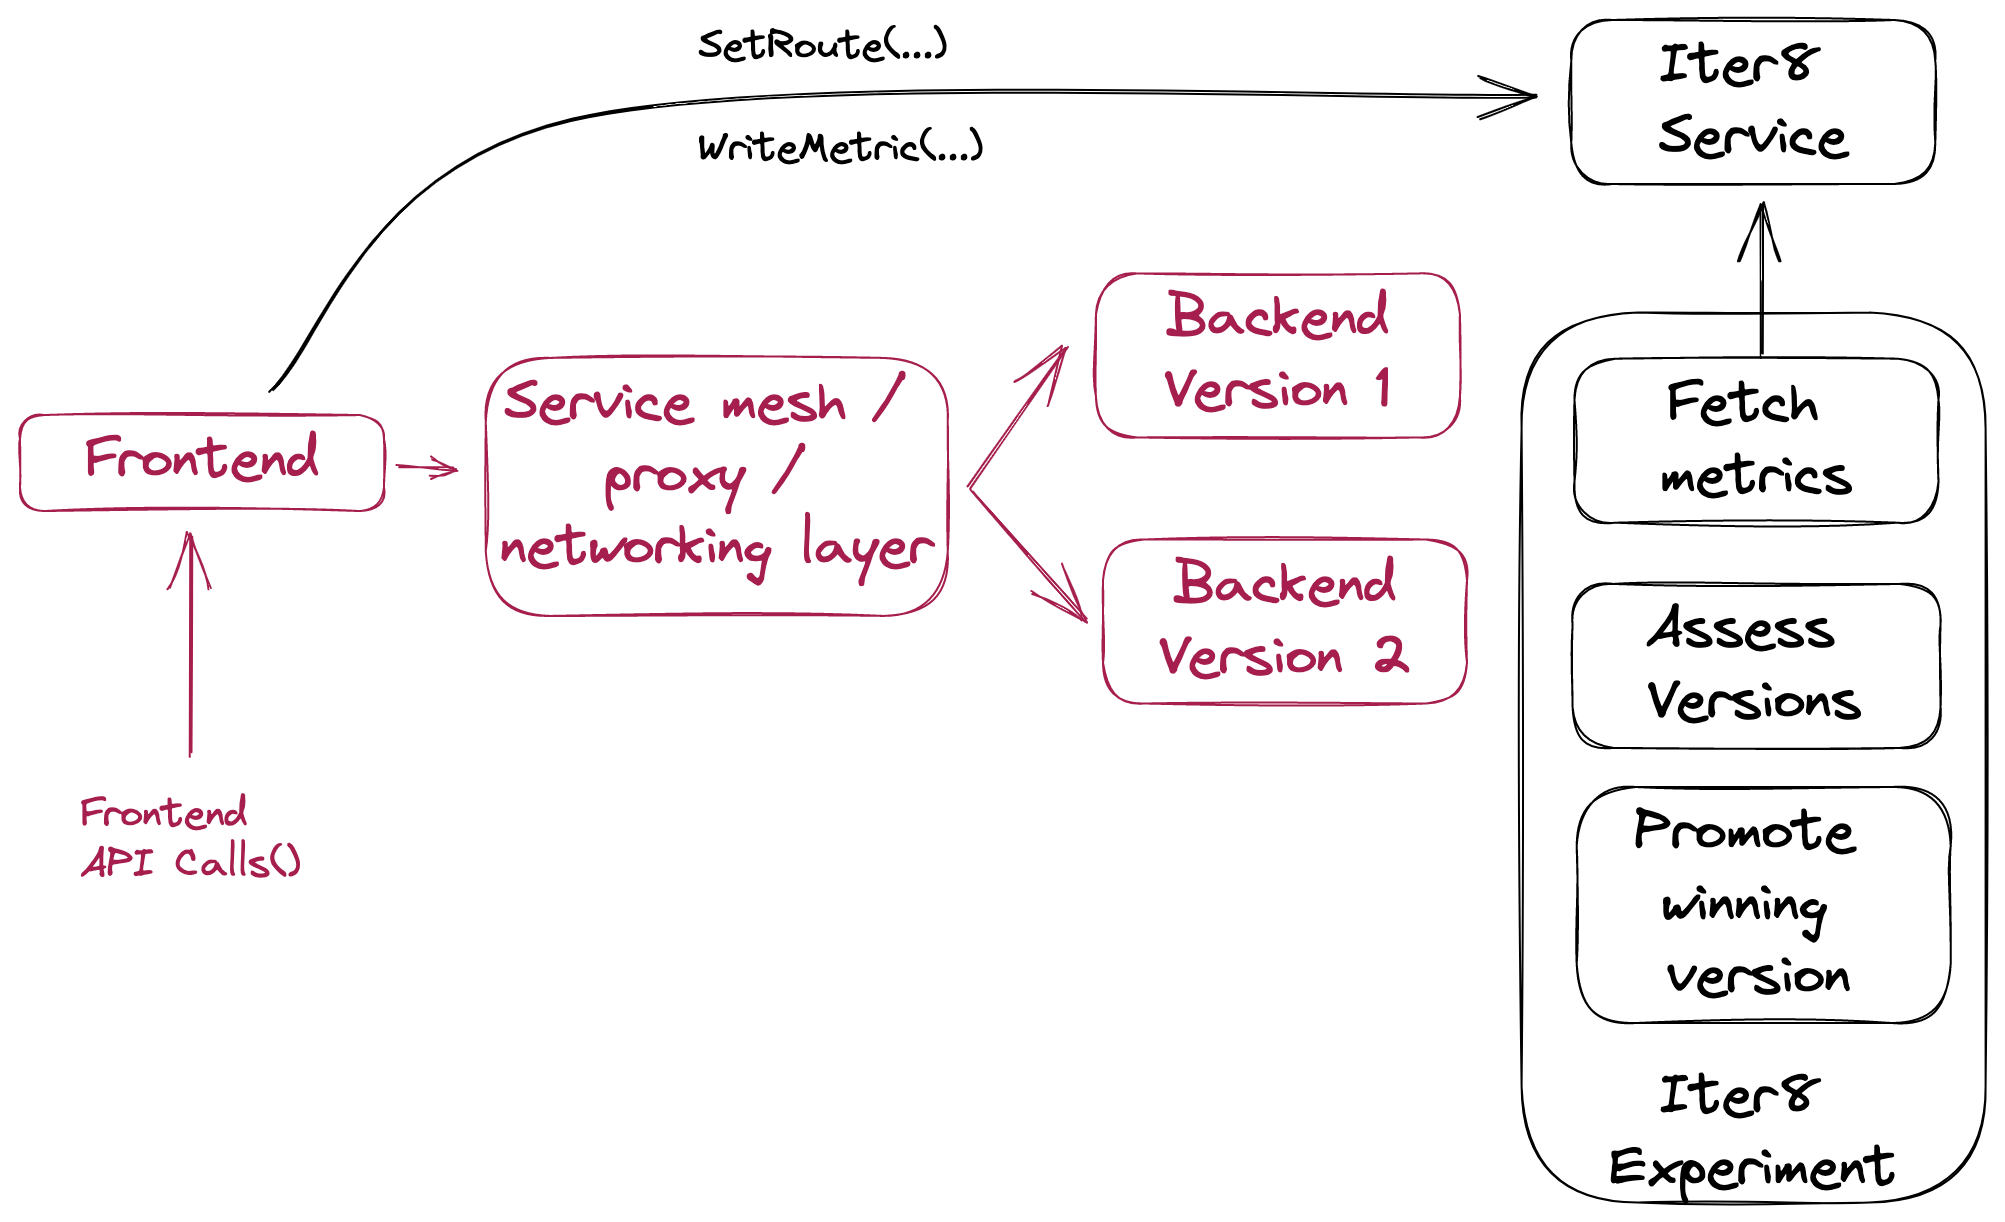 SetRoute(...)
WriteMetric(...)
Iter8
Service
Frontend
Service mesh /
proxy /
networking layer
Backend
Version 1
Backend
Version 2
Frontend
API Calls()
Fetch
metrics
Assess
Versions
Promote
winning
version
Iter8
Experiment